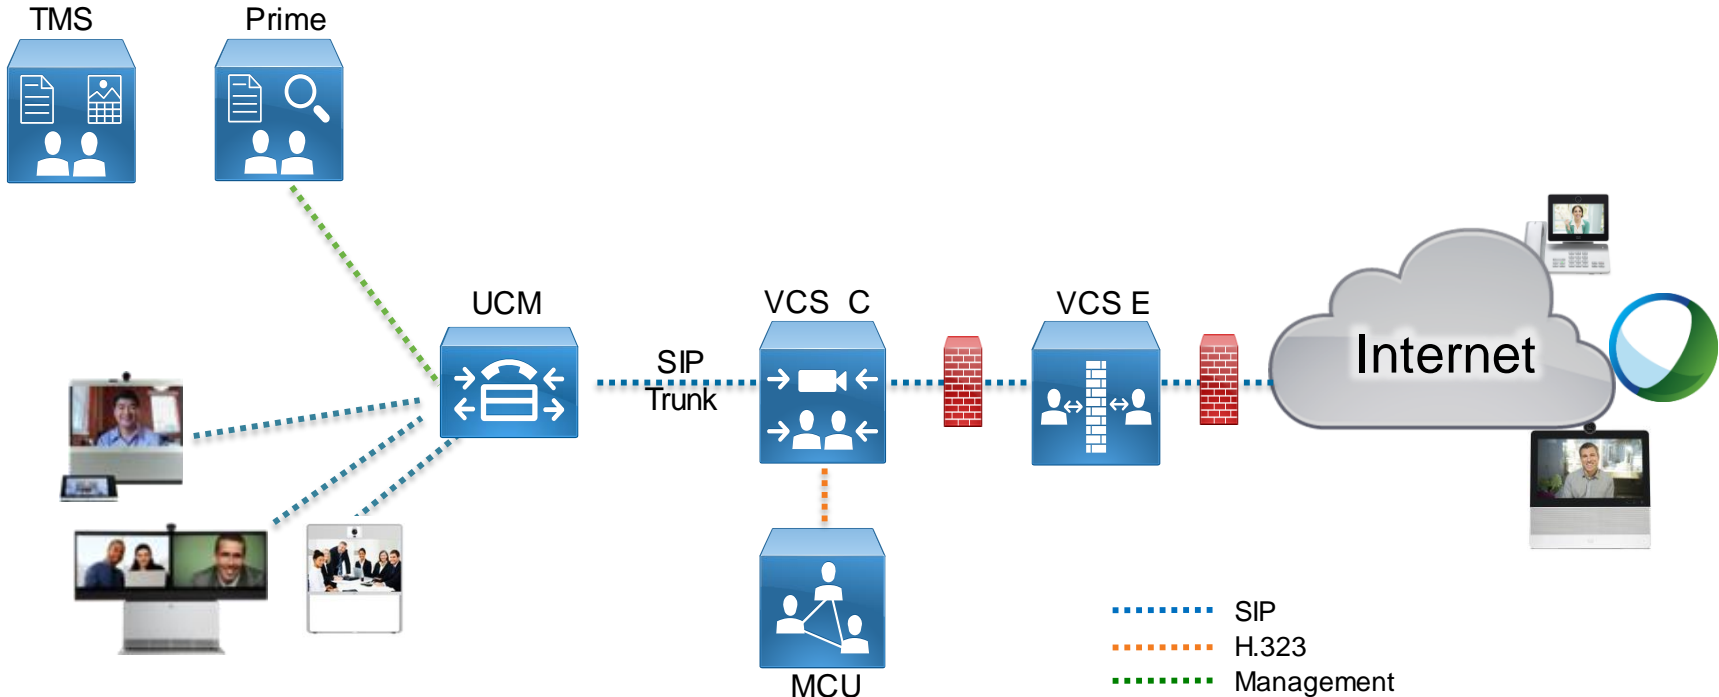 TMS
Prime
UCM
VCS C
VCS E
SIP
Trunk
Internet
MCU
SIP
H.323
Management